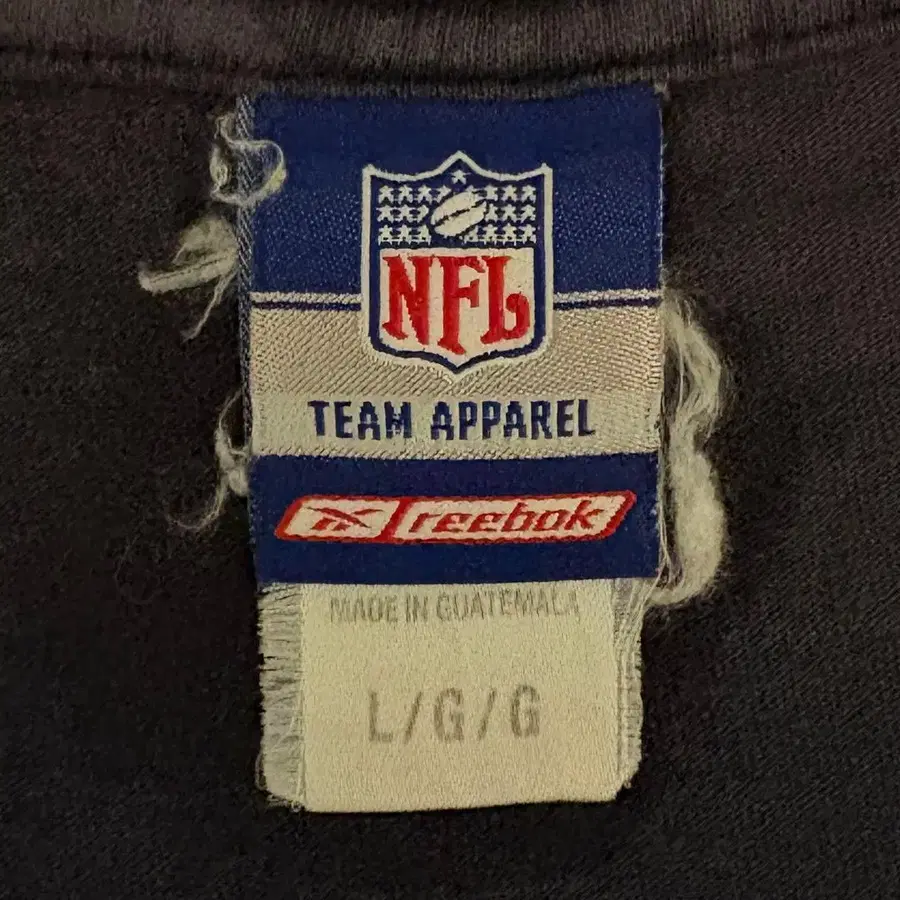 NFL
TEAM APPAREL
reebok
MADE IN GUATEMALA
L/G/G